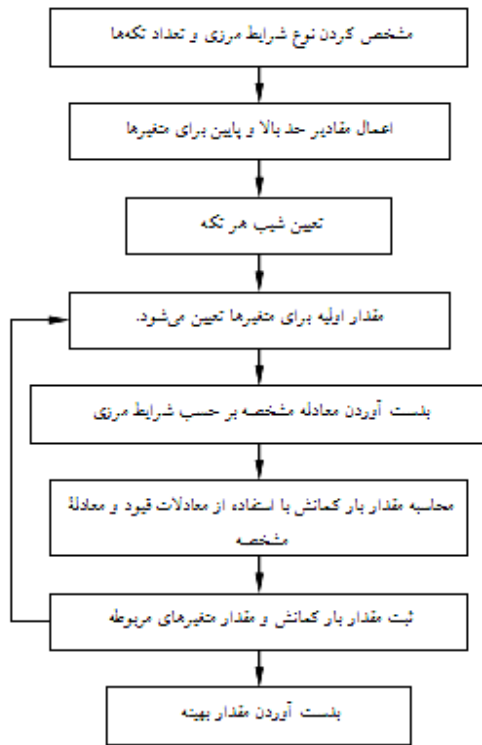 مشخص کردن نوع شرایط مرزی و تعداد تکه‌ها
اعمال مقادیر حد بالا و پایین برای متغیرها
تعیین شیب هر تکه
مقدار اولیه برای متغیرها تعیین می‌شود.
بدست آوردن معادله مشخصه بر حسب شرایط مرزی
محاسبه مقدار بار کمانش با استفاده از معادلات قیود و معادلهٔ
مشخصه
ثبت مقدار بار کمانش و مقدار متغیرهای مربوطه
بدست آوردن مقدار بهینه